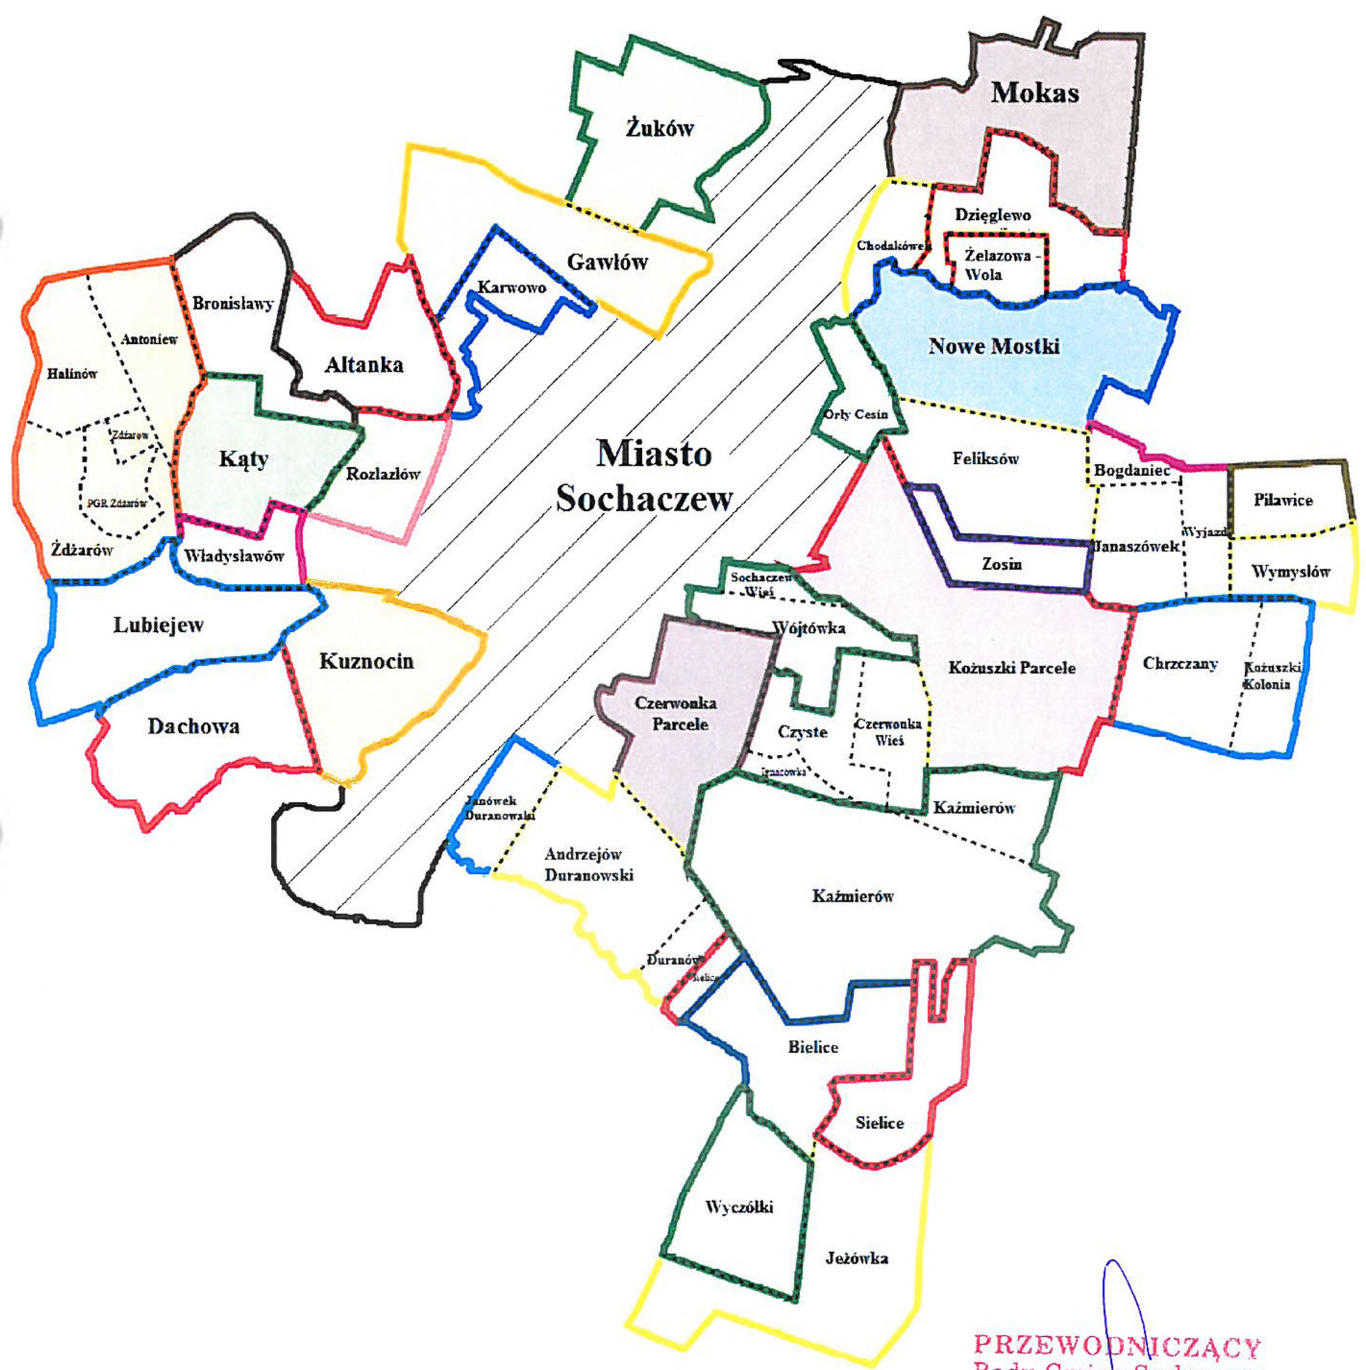 Mokas
Żuków
Dzięglewo
Chodakówek
Żelazowa -
Wola
Gawłów
Karwowo
Bronisławy
Antoniew
Altanka
Halinów
Nowe Mostki
Orły Cesin
Zdżarów
Kąty
Rozlazłów
Miasto
Sochaczew
Feliksów
Bogdaniec
Pilawice
PGR Żdżarów
Żdżarów
Władysławów
Zosin
Janaszówek
Wyjazd
Wymysłów
Sochaczew
Wieś
Wójtówka
Lubiejew
Kuznocin
Kożuszki Parcele
Chrzczany
Kożuszki
Kolonia
Dachowa
Czerwonka
Parcele
Czyste
Czerwonka
Wieś
Ignacówka
Janówek
Duranowski
Kaźmierów
Andrzejów
Duranowski
Kaźmierów
Duranów
Sielice
Bielice
Sielice
Wyczółki
Jeżówka
PRZEWODNICZĄCY